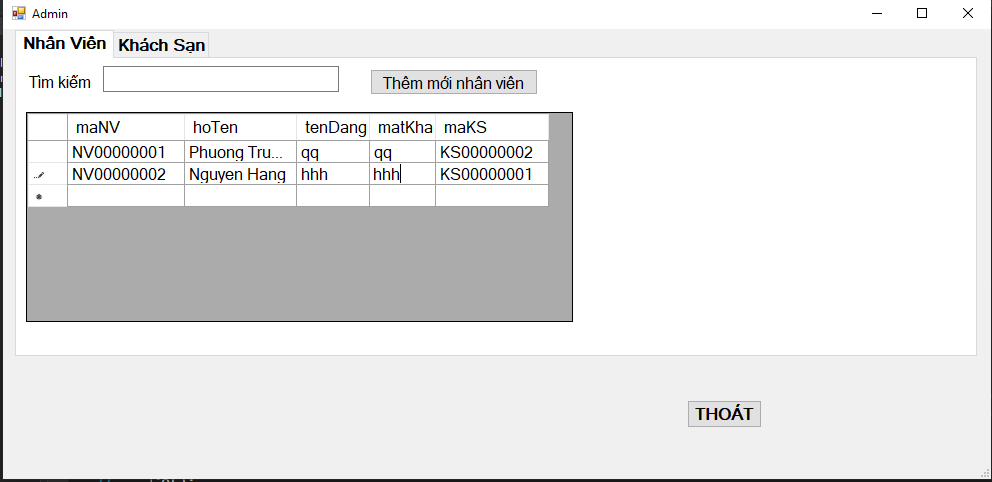 Admin
Nhân Viên Khách Sạn
Tìm kiếm Thêm mới nhân viên
maNV hoTen tenDang matKha maKS
NV00000001 Phuong Tru... qq qq KS00000002
NV00000002 Nguyen Hang hhh hhh KS00000001
THOÁT